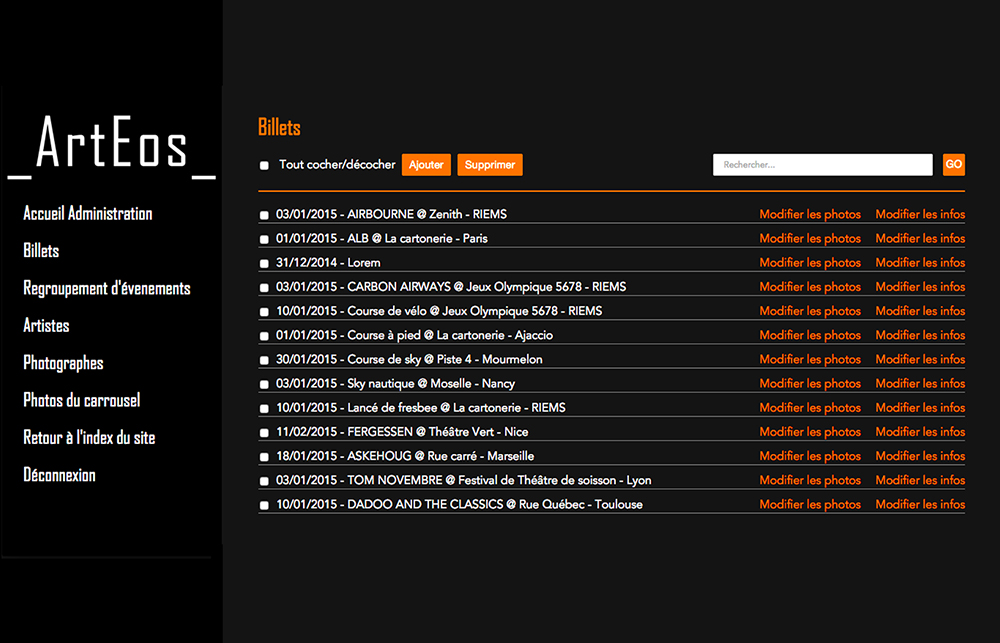 _ArtEos_
Accueil Administration
Billets
Regroupement d'évenements
Artistes
Photographes
Photos du carrousel
Retour à l'index du site
Déconnexion
Billets
Tout cocher/décocher Ajouter Supprimer Rechercher... GO
03/01/2015 - AIRBOURNE @ Zenith - RIEMS Modifier les photos Modifier les infos
01/01/2015 - ALB @ La cartonerie - Paris Modifier les photos Modifier les infos
31/12/2014 - Lorem Modifier les photos Modifier les infos
03/01/2015 - CARBON AIRWAYS @ Jeux Olympique 5678 - RIEMS Modifier les photos Modifier les infos
10/01/2015 - Course de vélo @ Jeux Olympique 5678 - RIEMS Modifier les photos Modifier les infos
01/01/2015 - Course à pied @ La cartonerie - Ajaccio Modifier les photos Modifier les infos
30/01/2015 - Course de sky @ Piste 4 - Mourmelon Modifier les photos Modifier les infos
03/01/2015 - Sky nautique @ Moselle - Nancy Modifier les photos Modifier les infos
10/01/2015 - Lancé de fresbee @ La cartonerie - RIEMS Modifier les photos Modifier les infos
11/02/2015 - FERGESSEN @ Théâtre Vert - Nice Modifier les photos Modifier les infos
18/01/2015 - ASKEHOUG @ Rue carré - Marseille Modifier les photos Modifier les infos
03/01/2015 - TOM NOVEMBRE @ Festival de Théâtre de soisson - Lyon Modifier les photos Modifier les infos
10/01/2015 - DADOO AND THE CLASSICS @ Rue Québec - Toulouse Modifier les photos Modifier les infos